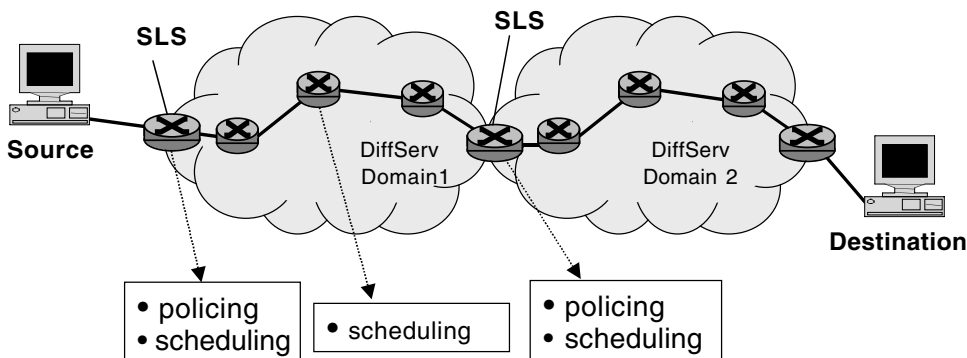 SLS
SLS
Source
DiffServ
Domain1
DiffServ
Domain 2
Destination
• policing
• scheduling
• scheduling
• policing
• scheduling